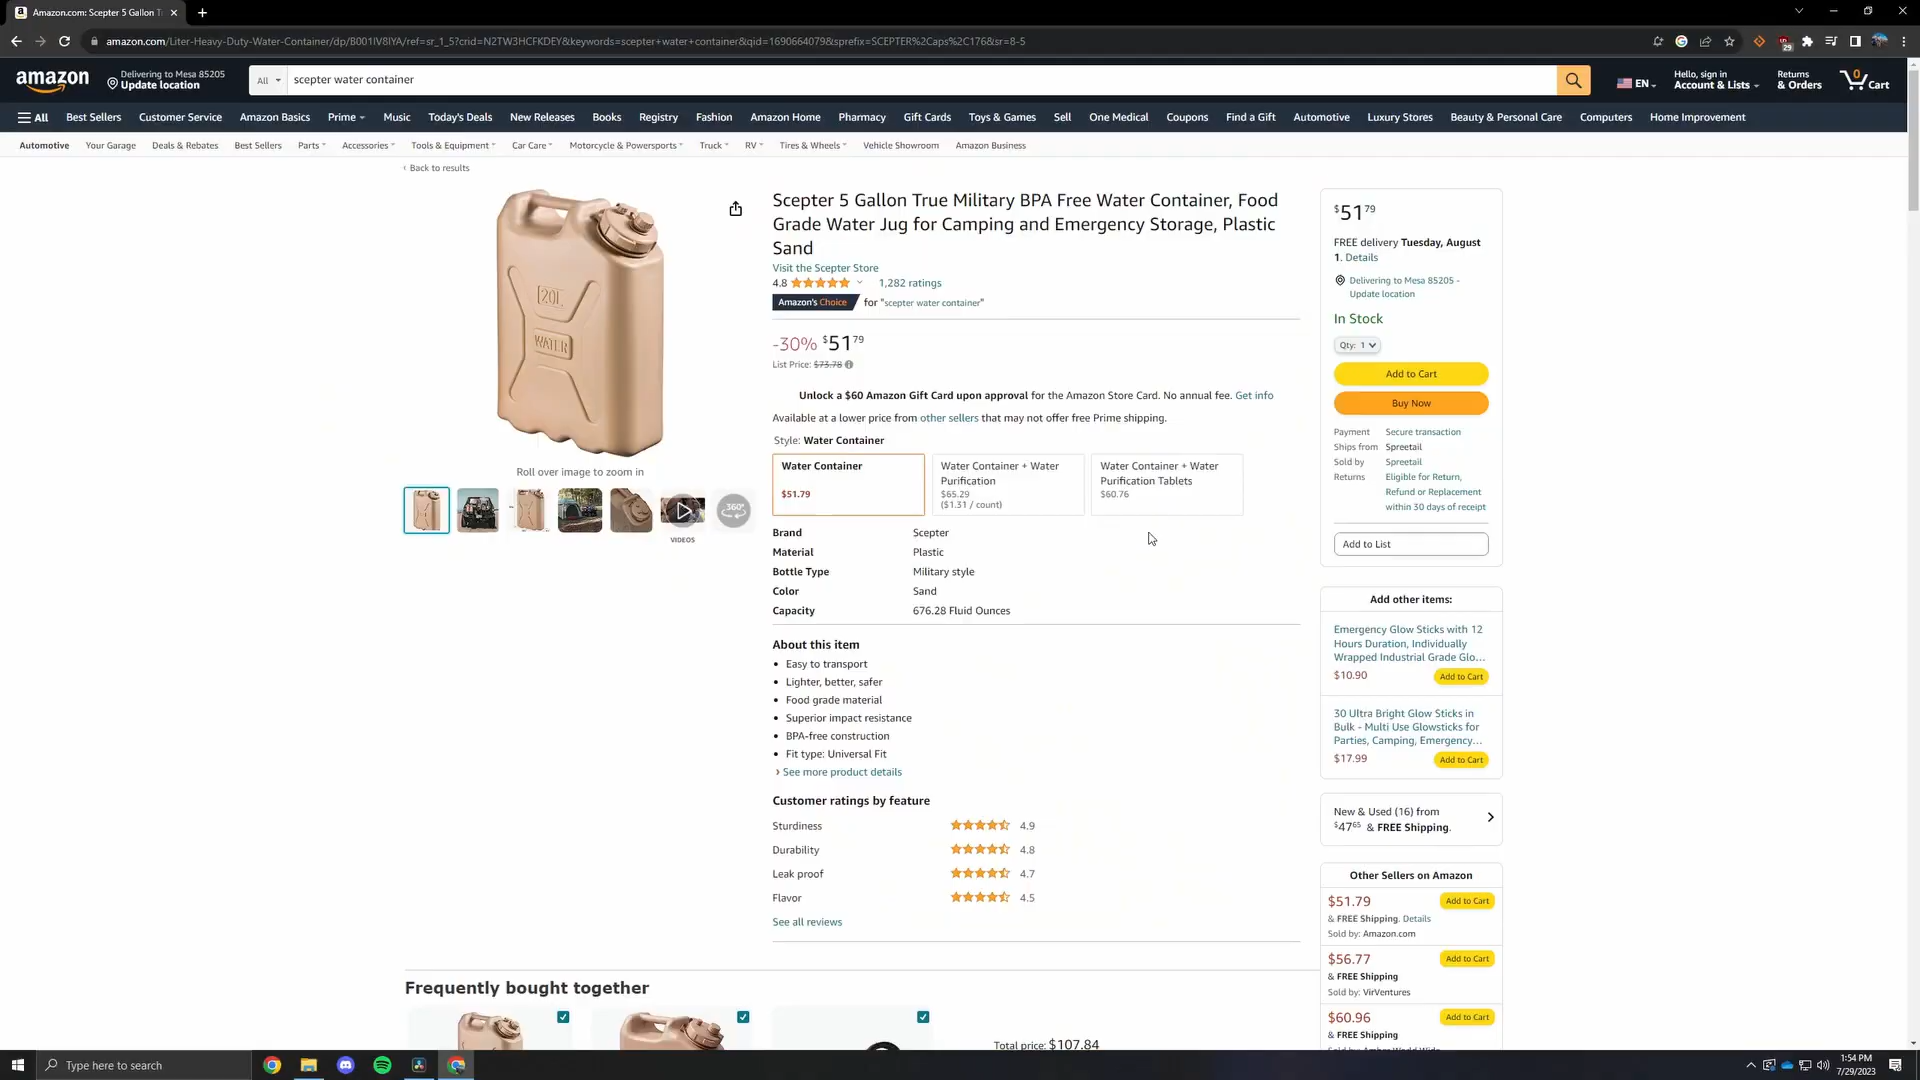 Amazon.com: Scepter 5 Gallon T
amazon.com/Liter-Heavy-Duty-Water-Container/dp/B001IV8IYA/ref=sr_1_5?crid=N2TW3HCFKDEY&keywords=scepter+water+container&qid=1690664079&sprefix=SCEPTER%2Caps%2C176&sr=8-5
29
amazon
Delivering to Mesa 85205
Update location
All
scepter water container
EN
Hello, sign in
Account & Lists
Returns
& Orders
0
Cart
All Best Sellers Customer Service Amazon Basics Prime Music Today's Deals New Releases Books Registry Fashion Amazon Home Pharmacy Gift Cards Toys & Games Sell One Medical Coupons Find a Gift Automotive Luxury Stores Beauty & Personal Care Computers Home Improvement
Automotive Your Garage Deals & Rebates Best Sellers Parts Accessories Tools & Equipment Car Care Motorcycle & Powersports Truck RV Tires & Wheels Vehicle Showroom Amazon Business
‹ Back to results
20L
WATER
Roll over image to zoom in
360°
VIDEOS
Scepter 5 Gallon True Military BPA Free Water Container, Food
Grade Water Jug for Camping and Emergency Storage, Plastic
Sand
Visit the Scepter Store
4.8 1,282 ratings
Amazon's Choice for "scepter water container"
-30% $51 79
List Price: $73.78
Unlock a $60 Amazon Gift Card upon approval for the Amazon Store Card. No annual fee. Get info
Available at a lower price from other sellers that may not offer free Prime shipping.
Style: Water Container
Water Container
$51.79
Water Container + Water
Purification
$65.29
($1.31 / count)
Water Container + Water
Purification Tablets
$60.76
Brand Scepter
Material Plastic
Bottle Type Military style
Color Sand
Capacity 676.28 Fluid Ounces
About this item
• Easy to transport
• Lighter, better, safer
• Food grade material
• Superior impact resistance
• BPA-free construction
• Fit type: Universal Fit
› See more product details
Customer ratings by feature
Sturdiness 4.9
Durability 4.8
Leak proof 4.7
Flavor 4.5
See all reviews
$51 79
FREE delivery Tuesday, August
1. Details
Delivering to Mesa 85205 -
Update location
In Stock
Qty: 1
Add to Cart
Buy Now
Payment Secure transaction
Ships from Spreetail
Sold by Spreetail
Returns Eligible for Return,
Refund or Replacement
within 30 days of receipt
Add to List
Add other items:
Emergency Glow Sticks with 12
Hours Duration, Individually
Wrapped Industrial Grade Glo…
$10.90 Add to Cart
30 Ultra Bright Glow Sticks in
Bulk - Multi Use Glowsticks for
Parties, Camping, Emergency…
$17.99 Add to Cart
New & Used (16) from
$47 65 & FREE Shipping.
Other Sellers on Amazon
$51.79 Add to Cart
& FREE Shipping. Details
Sold by: Amazon.com
$56.77 Add to Cart
& FREE Shipping
Sold by: VirVentures
$60.96 Add to Cart
& FREE Shipping
Frequently bought together
Total price: $107.84
Type here to search
1:54 PM
7/29/2023